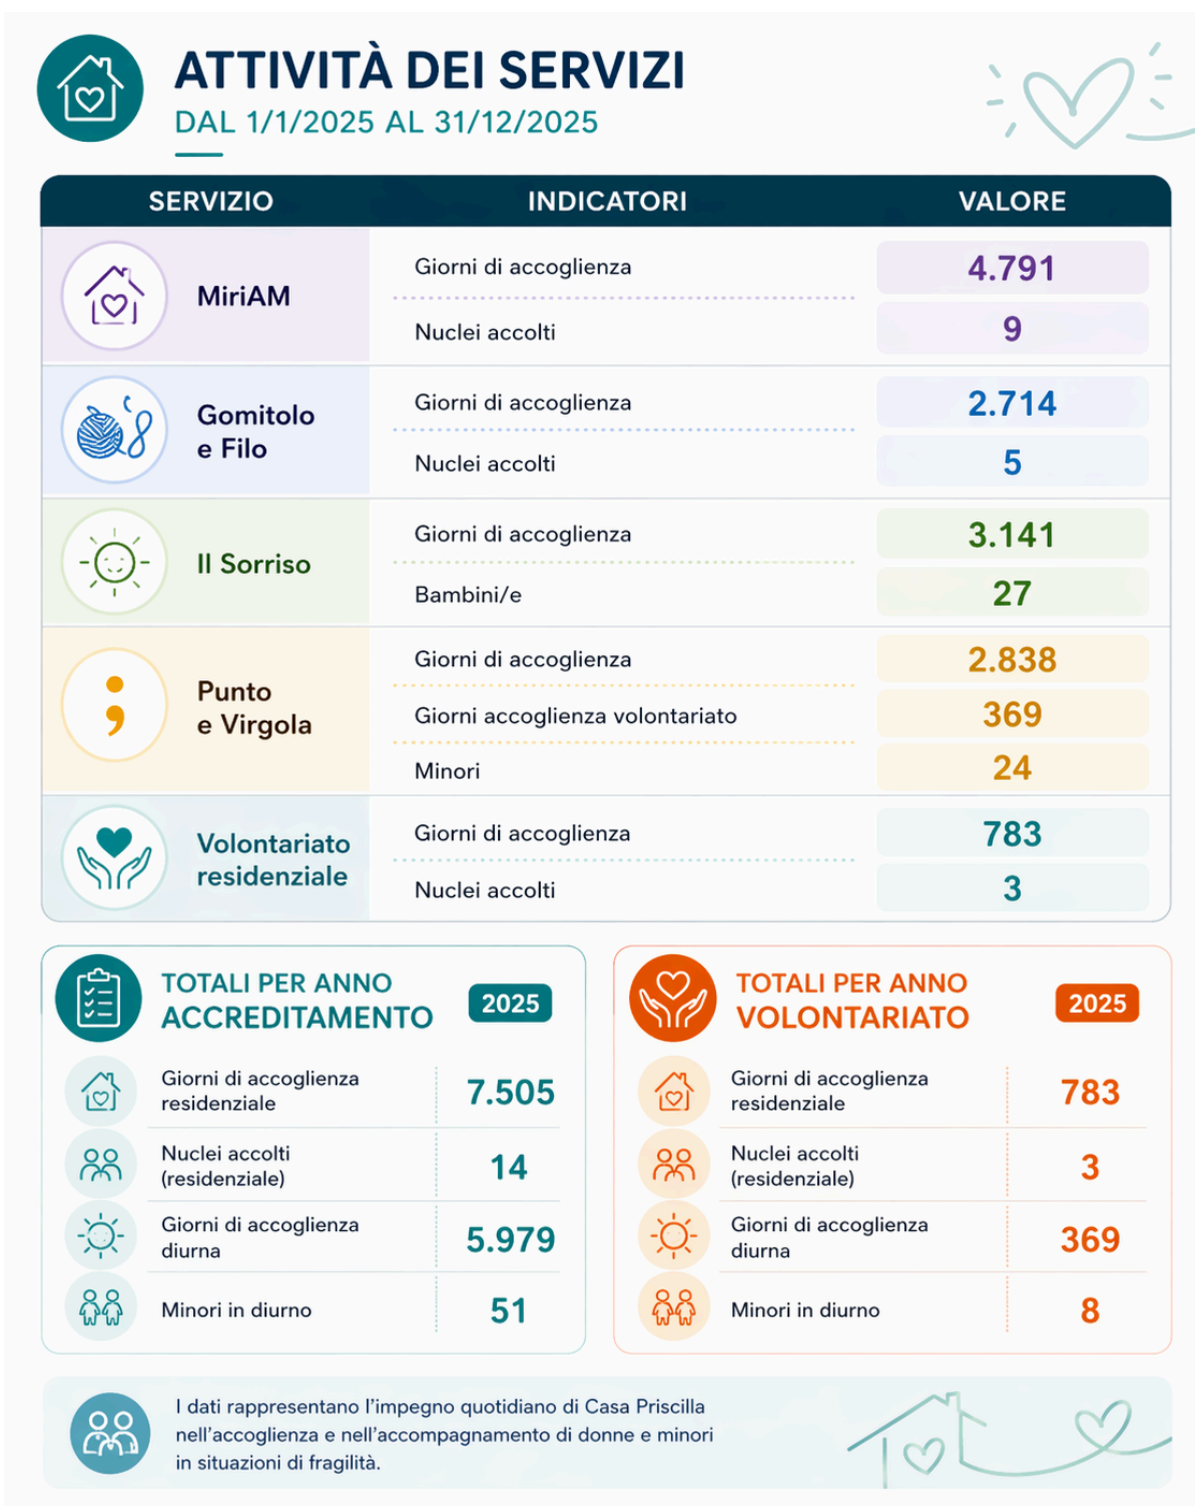 ATTIVITÀ DEI SERVIZI
DAL 1/1/2025 AL 31/12/2025
SERVIZIO INDICATORI VALORE
MiriAM
Giorni di accoglienza 4.791
Nuclei accolti 9
Gomitolo
e Filo
Giorni di accoglienza 2.714
Nuclei accolti 5
Il Sorriso
Giorni di accoglienza 3.141
Bambini/e 27
Punto
e Virgola
Giorni di accoglienza 2.838
Giorni accoglienza volontariato 369
Minori 24
Volontariato
residenziale
Giorni di accoglienza 783
Nuclei accolti 3
TOTALI PER ANNO
ACCREDITAMENTO
2025
Giorni di accoglienza
residenziale
7.505
Nuclei accolti
(residenziale)
14
Giorni di accoglienza
diurna
5.979
Minori in diurno 51
TOTALI PER ANNO
VOLONTARIATO
2025
Giorni di accoglienza
residenziale
783
Nuclei accolti
(residenziale)
3
Giorni di accoglienza
diurna
369
Minori in diurno 8
I dati rappresentano l'impegno quotidiano di Casa Priscilla
nell'accoglienza e nell'accompagnamento di donne e minori
in situazioni di fragilità.